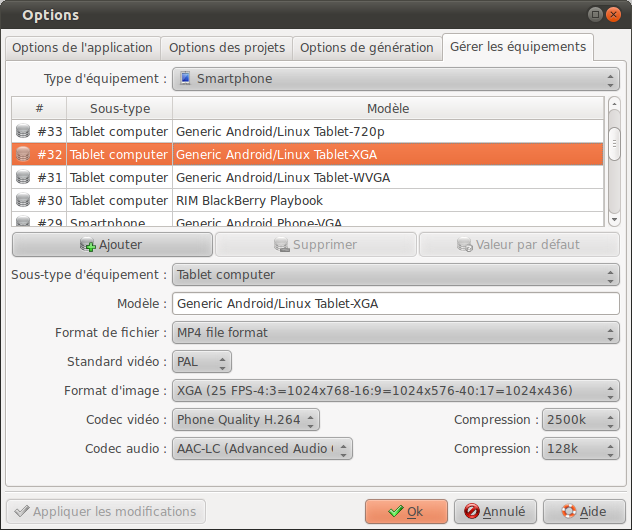 Options
Options de l'application Options des projets Options de génération Gérer les équipements
Type d'équipement : Smartphone
# Sous-type Modèle
#33 Tablet computer Generic Android/Linux Tablet-720p
#32 Tablet computer Generic Android/Linux Tablet-XGA
#31 Tablet computer Generic Android/Linux Tablet-WVGA
#30 Tablet computer RIM BlackBerry Playbook
#29 Smartphone Generic Android Phone-VGA
Ajouter Supprimer Valeur par défaut
Sous-type d'équipement : Tablet computer
Modèle : Generic Android/Linux Tablet-XGA
Format de fichier : MP4 file format
Standard vidéo : PAL
Format d'image : XGA (25 FPS-4:3=1024x768-16:9=1024x576-40:17=1024x436)
Codec vidéo : Phone Quality H.264 Compression : 2500k
Codec audio : AAC-LC (Advanced Audio Compression : 128k
Appliquer les modifications Ok Annulé Aide